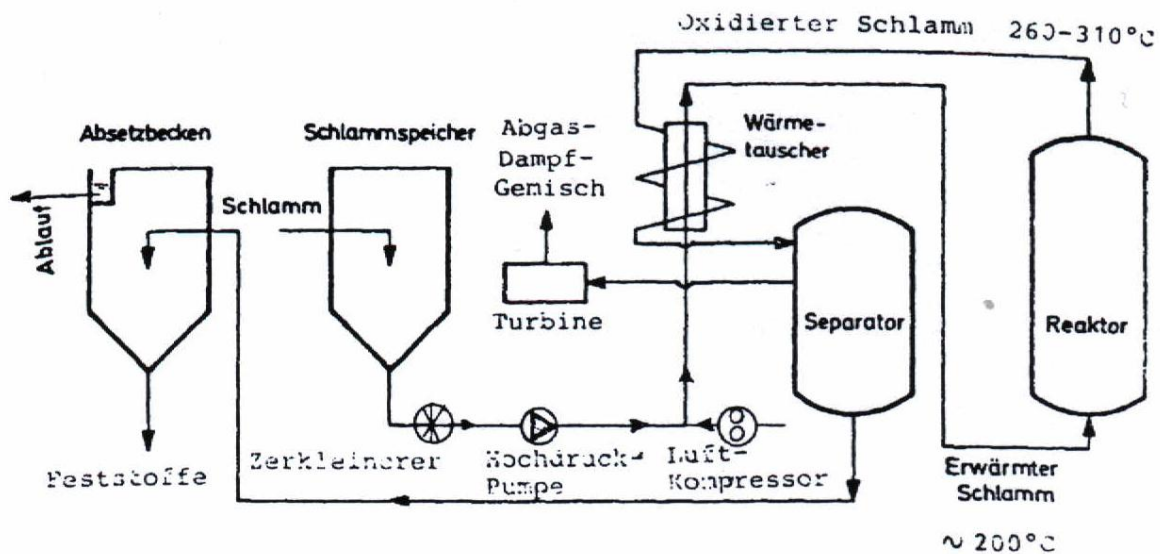 Oxidierter Schlamm 260-310°C
Absetzbecken
Schlammspeicher
Abgas-
Dampf-
Gemisch
Wärme-
tauscher
Schlamm
Ablauf
Turbine
Separator
Reaktor
Feststoffe
Zerkleinerer
Hochdruck-
Pumpe
Luft-
Kompressor
Erwärmter
Schlamm
~ 200°C